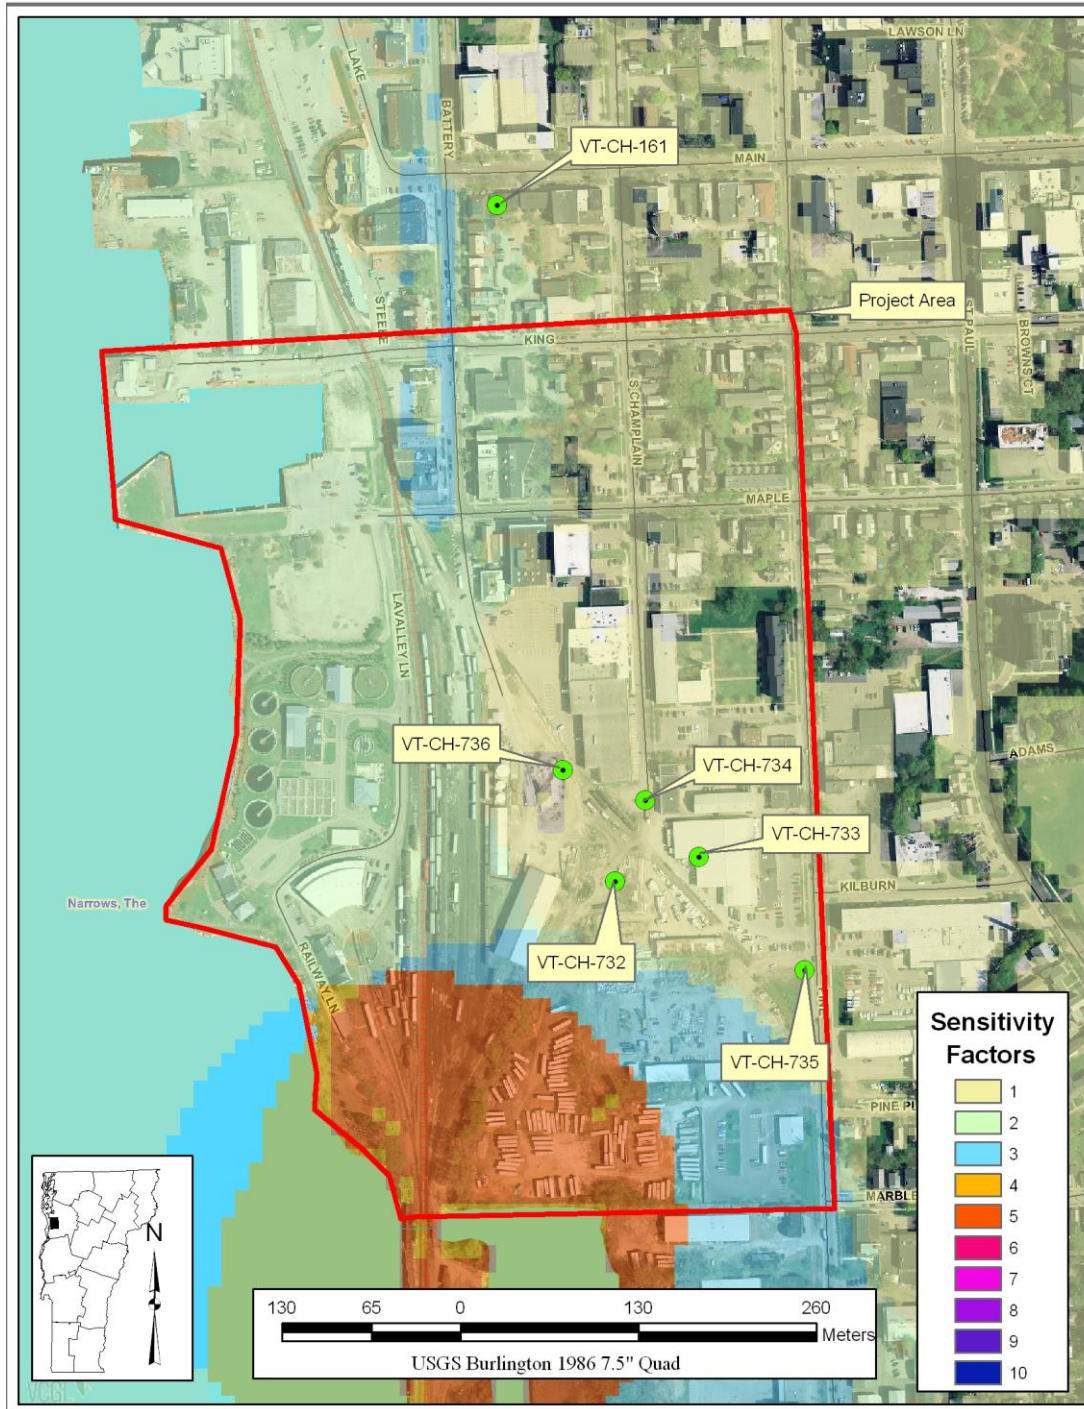 LAWSON LN
LAKE
BATTERY
VT-CH-161
MAIN
Project Area
STEELE
KING
ST. PAUL
BROWNS CT
S CHAMPLAIN
MAPLE
LAVALLEY LN
VT-CH-736
VT-CH-734
ADAMS
VT-CH-733
KILBURN
Narrows, The
VT-CH-732
RAILWAY LN
PINE
VT-CH-735
Sensitivity
Factors
1
2
3
4
5
6
7
8
9
10
PINE PL
MARBLE
N
130 65 0 130 260
Meters
USGS Burlington 1986 7.5" Quad
VCGI